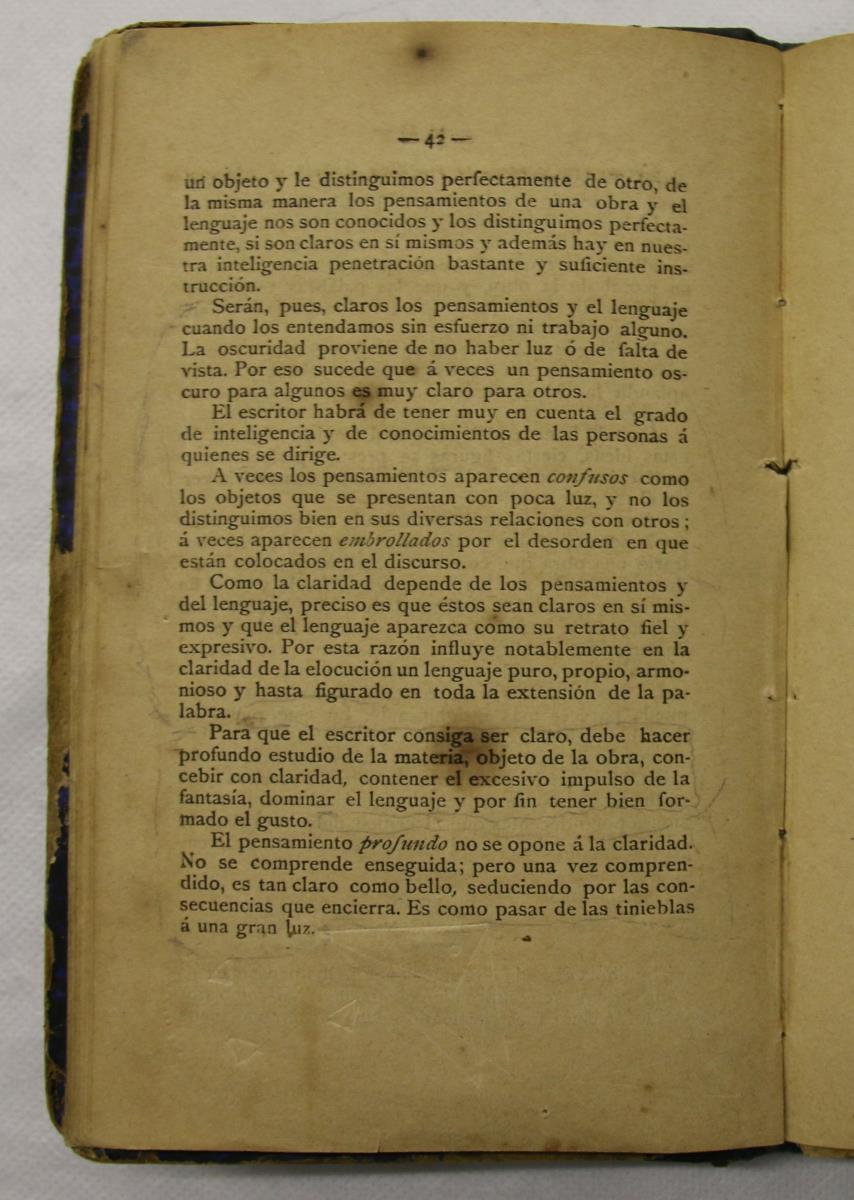 — 42 —
un objeto y le distinguimos perfectamente de otro, de
la misma manera los pensamientos de una obra y el
lenguaje nos son conocidos y los distinguimos perfecta-
mente, si son claros en sí mismos y además hay en nues-
tra inteligencia penetración bastante y suficiente ins-
trucción.
Serán, pues, claros los pensamientos y el lenguaje
cuando los entendamos sin esfuerzo ni trabajo alguno.
La oscuridad proviene de no haber luz ó de falta de
vista. Por eso sucede que á veces un pensamiento os-
curo para algunos es muy claro para otros.
El escritor habrá de tener muy en cuenta el grado
de inteligencia y de conocimientos de las personas á
quienes se dirige.
A veces los pensamientos aparecen confusos como
los objetos que se presentan con poca luz, y no los
distinguimos bien en sus diversas relaciones con otros;
á veces aparecen embrollados por el desorden en que
están colocados en el discurso.
Como la claridad depende de los pensamientos y
del lenguaje, preciso es que éstos sean claros en sí mis-
mos y que el lenguaje aparezca como su retrato fiel y
expresivo. Por esta razón influye notablemente en la
claridad de la elocución un lenguaje puro, propio, armo-
nioso y hasta figurado en toda la extensión de la pa-
labra.
Para que el escritor consiga ser claro, debe hacer
profundo estudio de la materia, objeto de la obra, con-
cebir con claridad, contener el excesivo impulso de la
fantasía, dominar el lenguaje y por fin tener bien for-
mado el gusto.
El pensamiento profundo no se opone á la claridad.
No se comprende enseguida; pero una vez compren-
dido, es tan claro como bello, seduciendo por las con-
secuencias que encierra. Es como pasar de las tinieblas
á una gran luz.